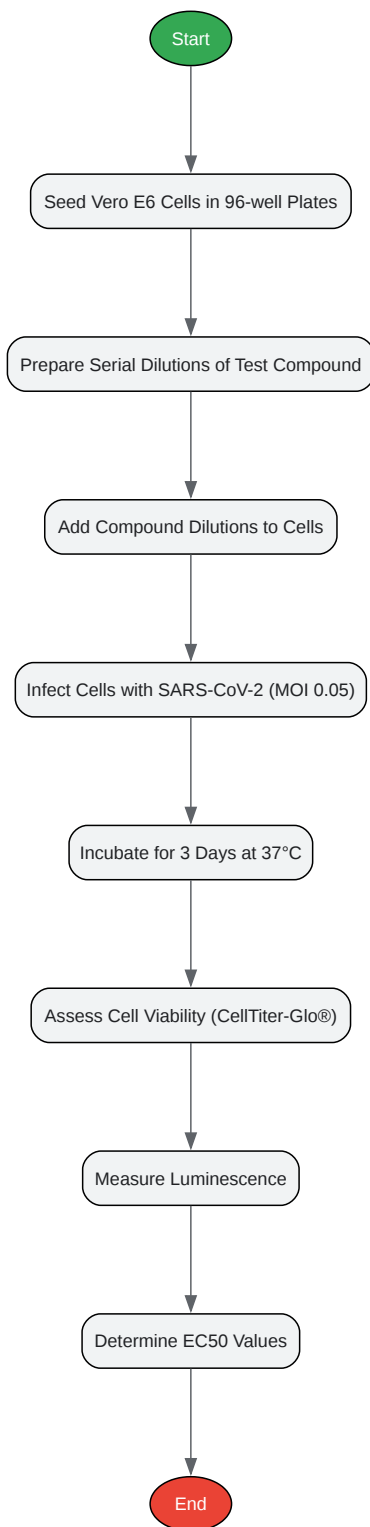 Start
Seed Vero E6 Cells in 96-well Plates
Prepare Serial Dilutions of Test Compound
Add Compound Dilutions to Cells
Infect Cells with SARS-CoV-2 (MOI 0.05)
Incubate for 3 Days at 37°C
Assess Cell Viability (CellTiter-Glo®)
Measure Luminescence
Determine EC50 Values
End